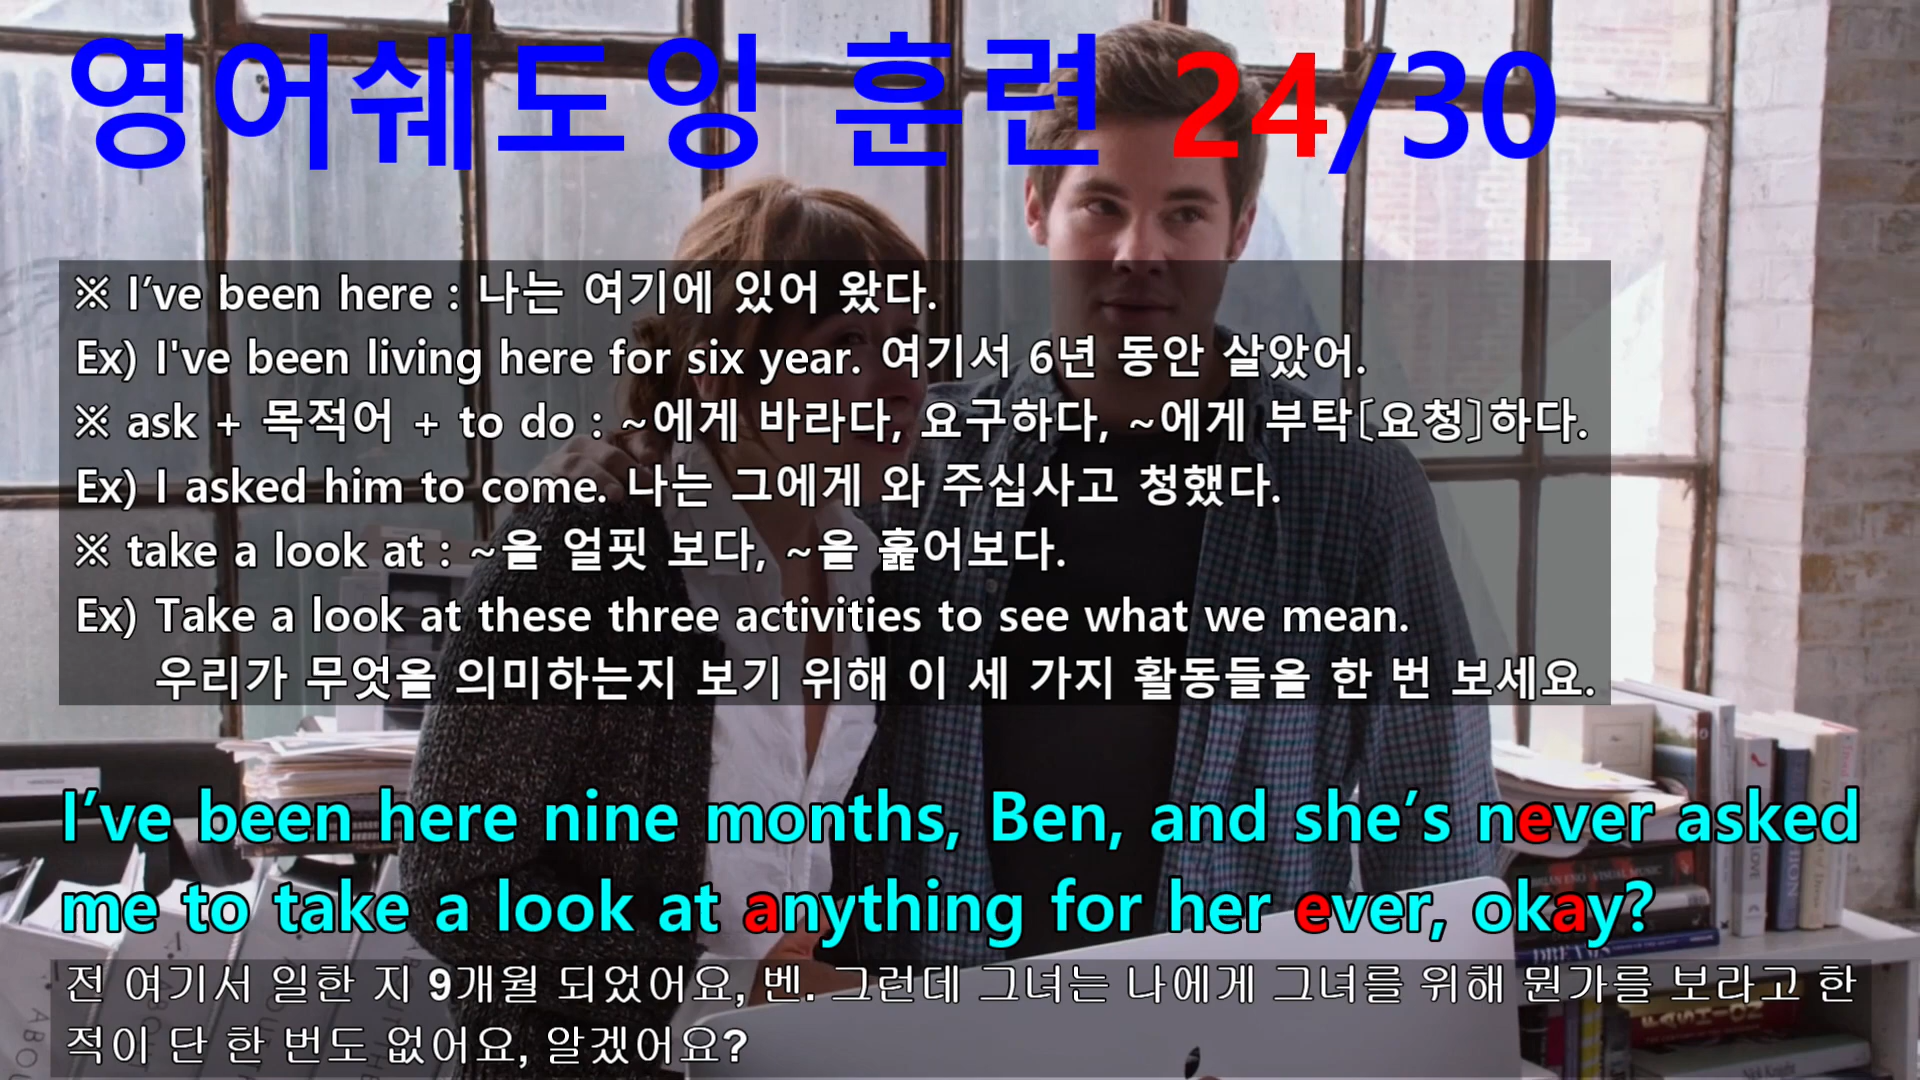 영어쉐도잉 훈련 24/30
※ I’ve been here : 나는 여기에 있어 왔다.
Ex) I've been living here for six year. 여기서 6년 동안 살았어.
※ ask + 목적어 + to do : ~에게 바라다, 요구하다, ~에게 부탁[요청]하다.
Ex) I asked him to come. 나는 그에게 와 주십사고 청했다.
※ take a look at : ~을 얼핏 보다, ~을 훑어보다.
Ex) Take a look at these three activities to see what we mean.
우리가 무엇을 의미하는지 보기 위해 이 세 가지 활동들을 한 번 보세요.
I’ve been here nine months, Ben, and she’s never asked
me to take a look at anything for her ever, okay?
전 여기서 일한 지 9개월 되었어요, 벤. 그런데 그녀는 나에게 그녀를 위해 뭔가를 보라고 한
적이 단 한 번도 없어요, 알겠어요?
BRIAN ENO VISUAL MUSIC
FASHION
Nick Knight